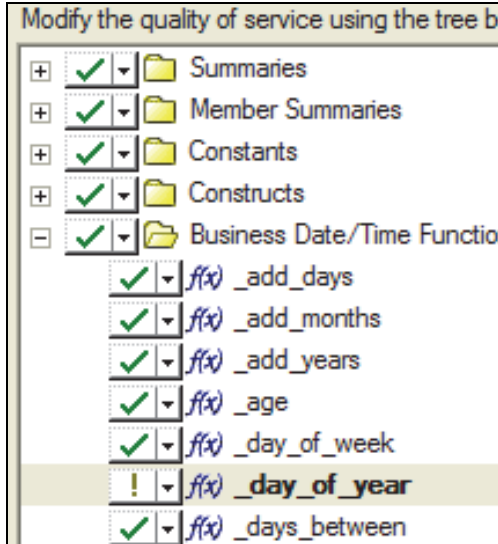 Modify the quality of service using the tree b
Summaries
Member Summaries
Constants
Constructs
Business Date/Time Functio
f(x) _add_days
f(x) _add_months
f(x) _add_years
f(x) _age
f(x) _day_of_week
! f(x) _day_of_year
f(x) _days_between